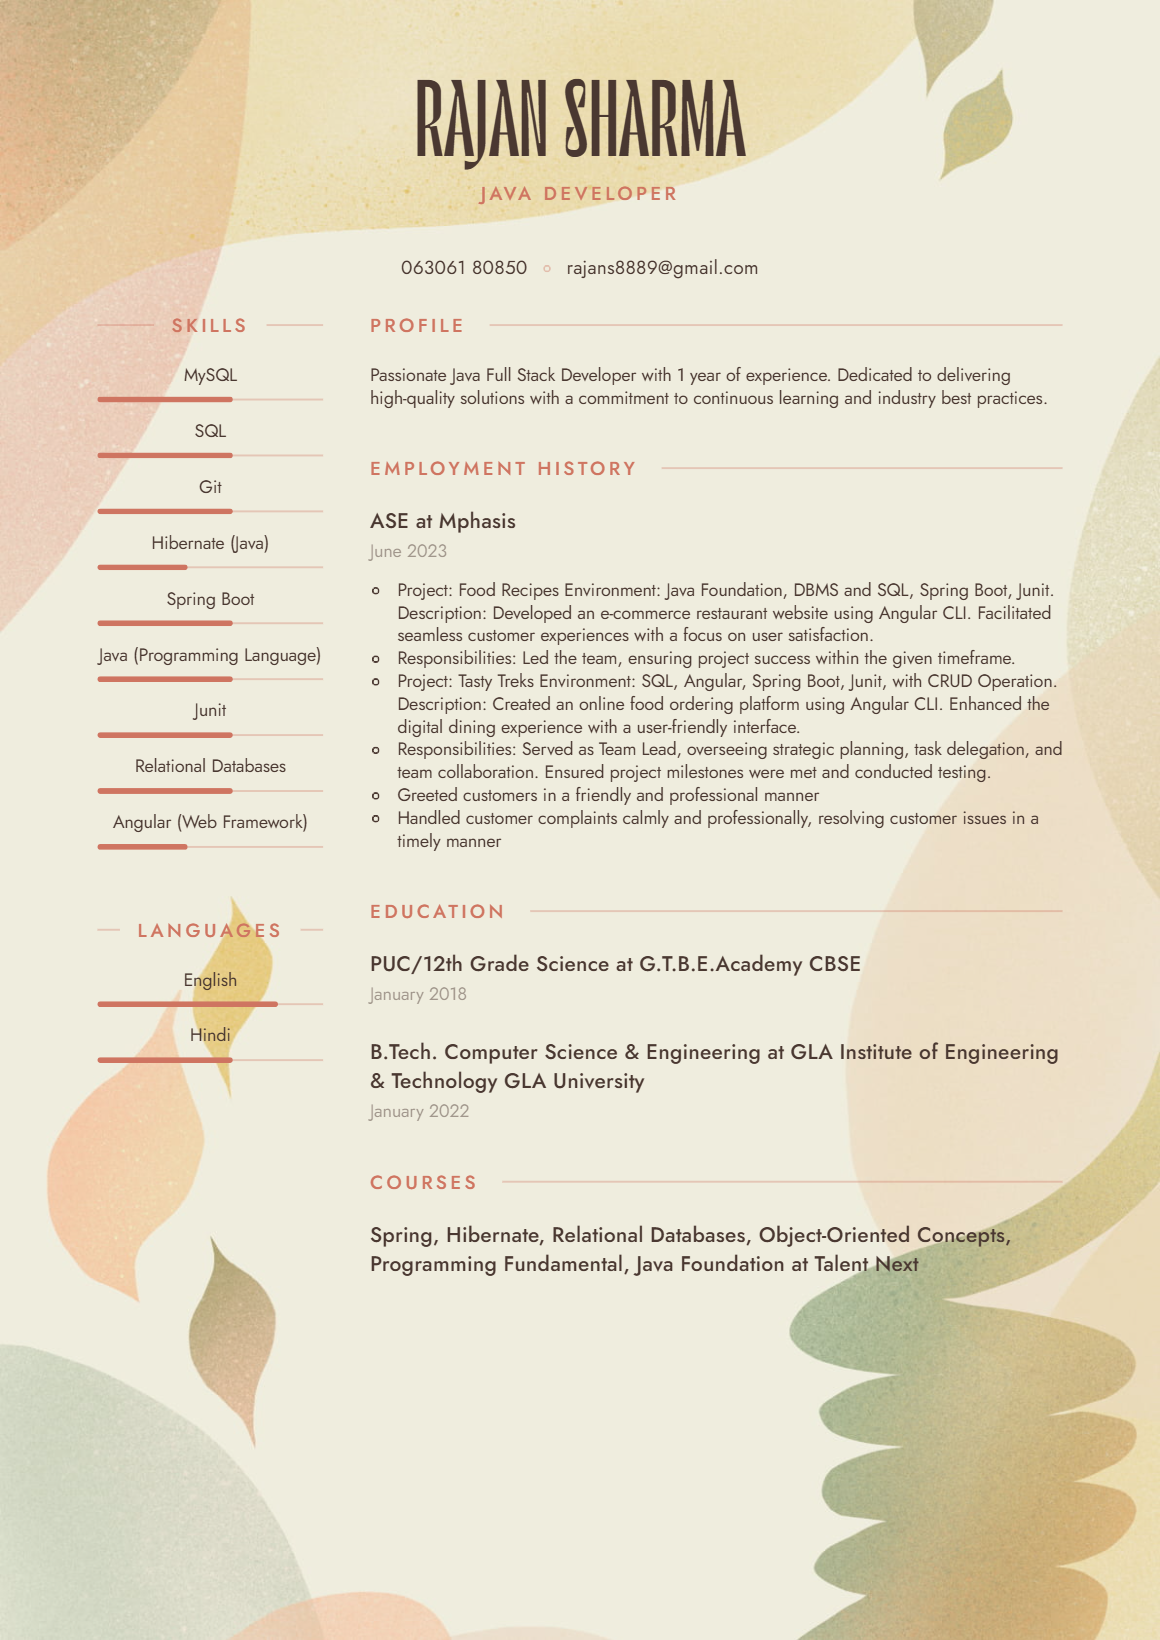 RAJAN SHARMA
JAVA DEVELOPER
063061 80850
rajans8889@gmail.com
SKILLS
MySQL
SQL
Git
Hibernate (Java)
Spring Boot
Java (Programming Language)
Junit
Relational Databases
Angular (Web Framework)
LANGUAGES
English
Hindi
PROFILE
Passionate Java Full Stack Developer with 1 year of experience. Dedicated to delivering
high-quality solutions with a commitment to continuous learning and industry best practices.
EMPLOYMENT HISTORY
ASE at Mphasis
June 2023
Project: Food Recipes Environment: Java Foundation, DBMS and SQL, Spring Boot, Junit.
Description: Developed an e-commerce restaurant website using Angular CLI. Facilitated
seamless customer experiences with a focus on user satisfaction.
Responsibilities: Led the team, ensuring project success within the given timeframe.
Project: Tasty Treks Environment: SQL, Angular, Spring Boot, Junit, with CRUD Operation.
Description: Created an online food ordering platform using Angular CLI. Enhanced the
digital dining experience with a user-friendly interface.
Responsibilities: Served as Team Lead, overseeing strategic planning, task delegation, and
team collaboration. Ensured project milestones were met and conducted testing.
Greeted customers in a friendly and professional manner
Handled customer complaints calmly and professionally, resolving customer issues in a
timely manner
EDUCATION
PUC/12th Grade Science at G.T.B.E.Academy CBSE
January 2018
B.Tech. Computer Science & Engineering at GLA Institute of Engineering
& Technology GLA University
January 2022
COURSES
Spring, Hibernate, Relational Databases, Object-Oriented Concepts,
Programming Fundamental, Java Foundation at Talent Next